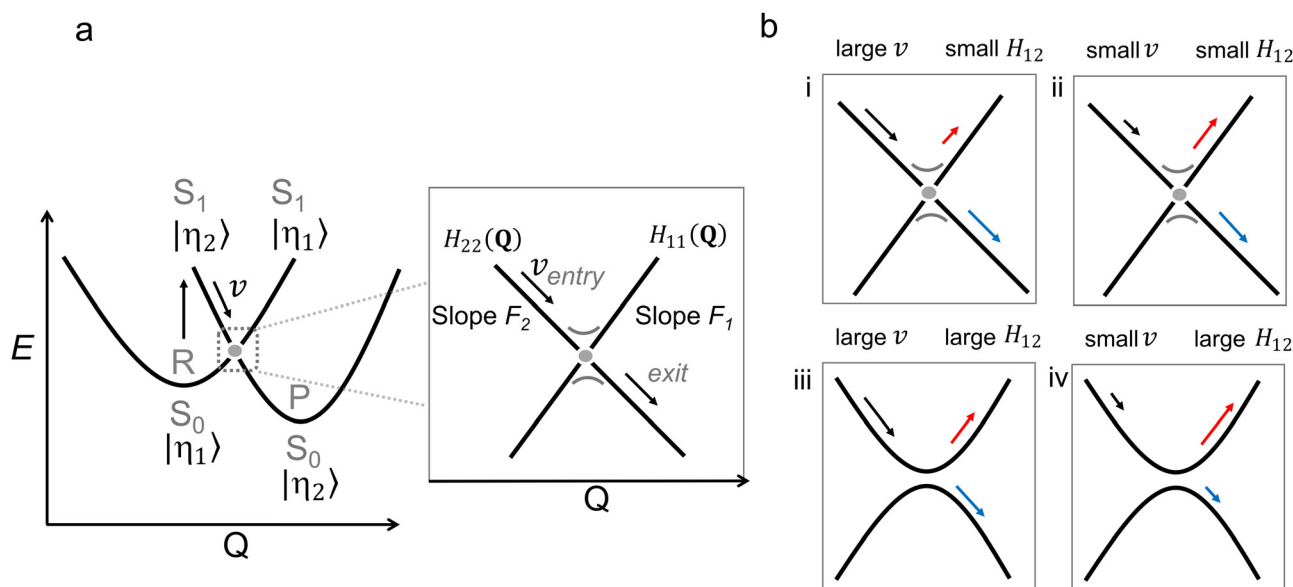 a
E
Q
S₁
|η₂⟩
S₁
|η₁⟩
v
R
S₀
|η₁⟩
P
S₀
|η₂⟩
H₂₂(Q)
H₁₁(Q)
v entry
Slope F₂
Slope F₁
exit
Q
b
large v small H₁₂
i
small v small H₁₂
ii
large v large H₁₂
iii
small v large H₁₂
iv